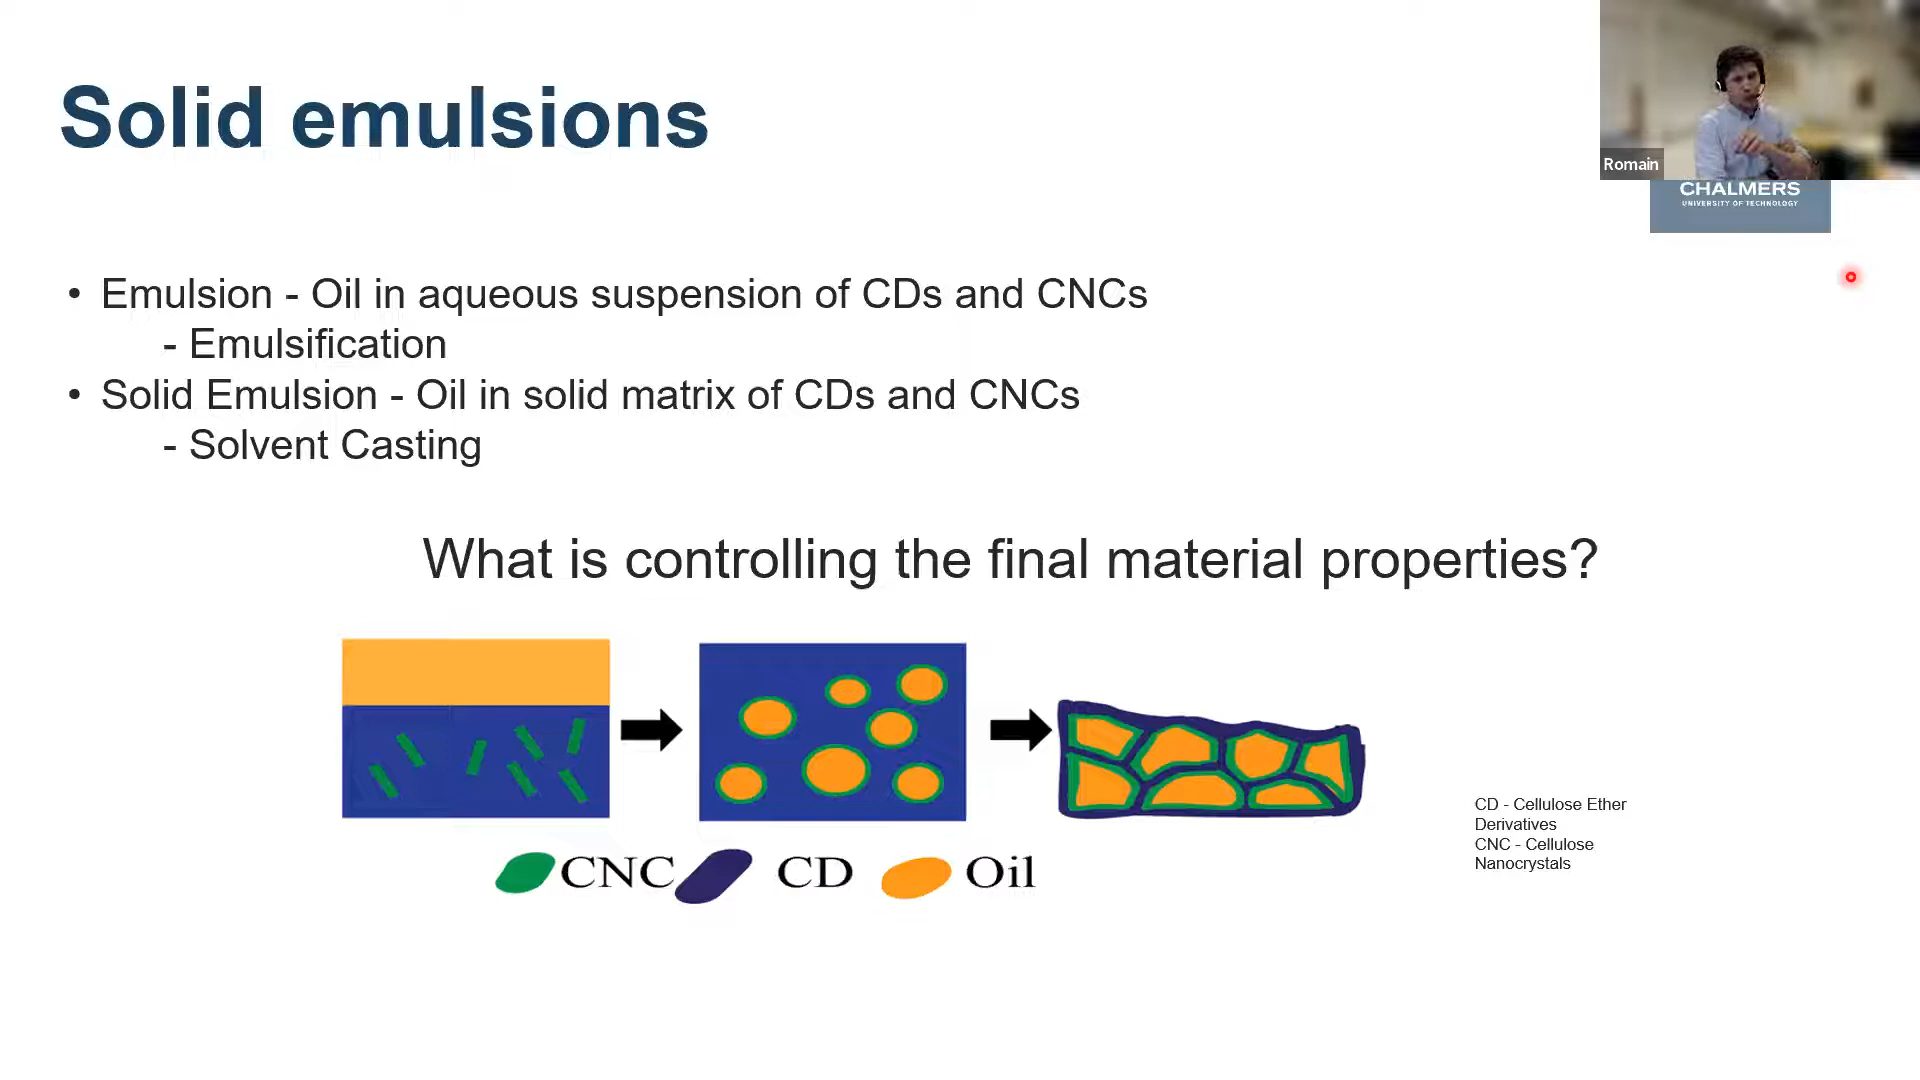 Solid emulsions
Romain
CHALMERS
UNIVERSITY OF TECHNOLOGY
• Emulsion - Oil in aqueous suspension of CDs and CNCs
- Emulsification
• Solid Emulsion - Oil in solid matrix of CDs and CNCs
- Solvent Casting
What is controlling the final material properties?
CNC CD Oil
CD - Cellulose Ether
Derivatives
CNC - Cellulose
Nanocrystals